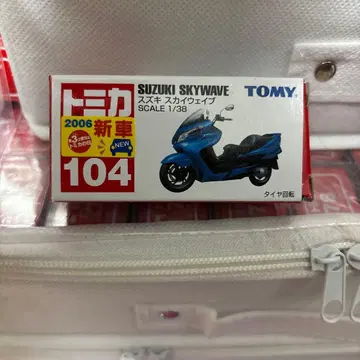 トミカ
2006 新車
NEW
104
SUZUKI SKYWAVE
スズキ スカイウェイブ
SCALE 1/38
TOMY
タイヤ回転